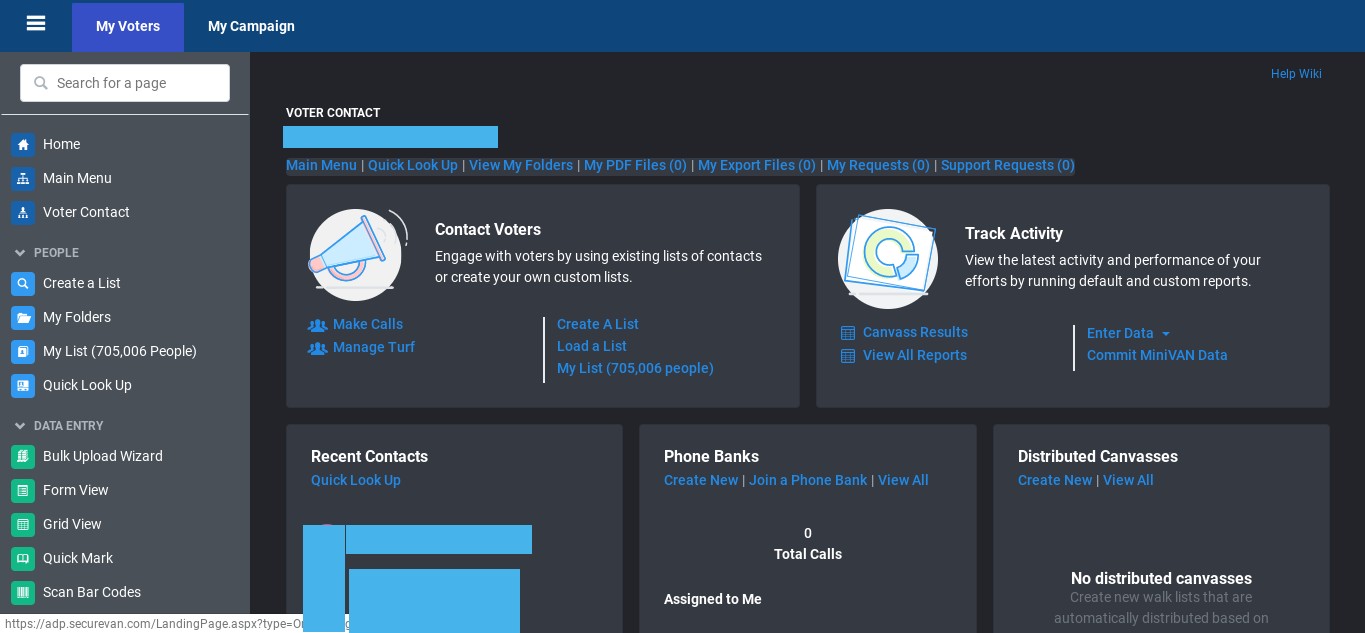 My Voters
My Campaign
Search for a page
Help Wiki
Home
Main Menu
Voter Contact
PEOPLE
Create a List
My Folders
My List (705,006 People)
Quick Look Up
DATA ENTRY
Bulk Upload Wizard
Form View
Grid View
Quick Mark
Scan Bar Codes
https://adp.securevan.com/LandingPage.aspx?type=O
VOTER CONTACT
Main Menu | Quick Look Up | View My Folders | My PDF Files (0) | My Export Files (0) | My Requests (0) | Support Requests (0)
Contact Voters
Engage with voters by using existing lists of contacts
or create your own custom lists.
Make Calls
Manage Turf
Create A List
Load a List
My List (705,006 people)
Track Activity
View the latest activity and performance of your
efforts by running default and custom reports.
Canvass Results
View All Reports
Enter Data
Commit MiniVAN Data
Recent Contacts
Quick Look Up
Phone Banks
Create New | Join a Phone Bank | View All
0
Total Calls
Assigned to Me
Distributed Canvasses
Create New | View All
No distributed canvasses
Create new walk lists that are
automatically distributed based on